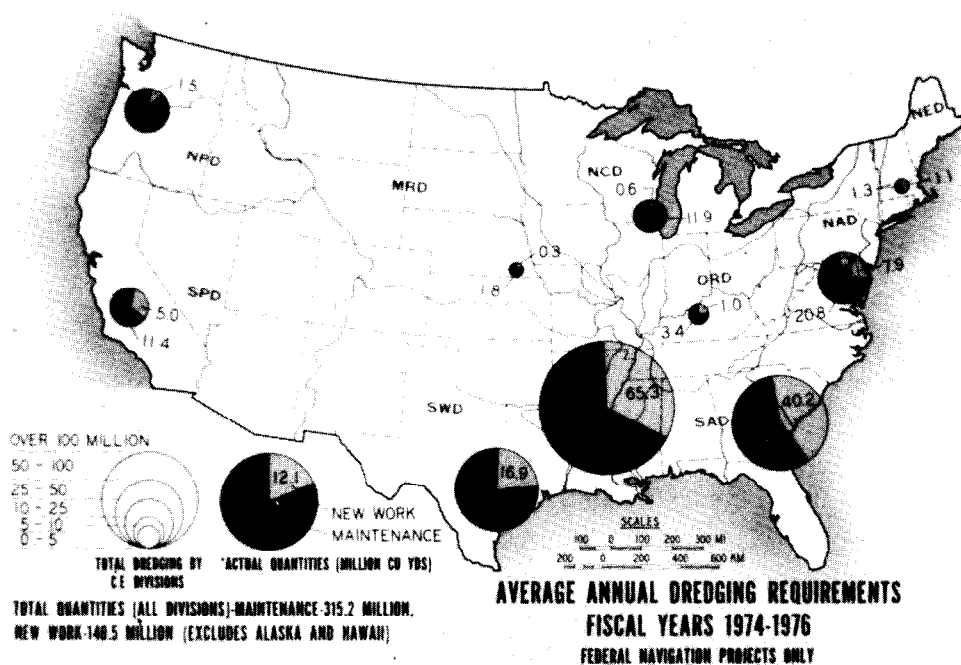 NED
1.5
NPD
MRD
NCD
0.6
11.9
1.3
1.1
NAD
0.3
1.8
ORD
1.0
3.4
7.9
20.8
SPD
5.0
11.4
65.3
SWD
SAD
40.2
OVER 100 MILLION
50 - 100
25 - 50
10 - 25
5 - 10
0 - 5
12.1
NEW WORK
MAINTENANCE
16.9
SCALES
100 0 100 200 300 MI
200 0 200 400 600 KM
TOTAL DREDGING BY
C E DIVISIONS
*ACTUAL QUANTITIES (MILLION CU YDS)
TOTAL QUANTITIES (ALL DIVISIONS)-MAINTENANCE-315.2 MILLION,
NEW WORK-140.5 MILLION (EXCLUDES ALASKA AND HAWAII)
AVERAGE ANNUAL DREDGING REQUIREMENTS
FISCAL YEARS 1974-1976
FEDERAL NAVIGATION PROJECTS ONLY